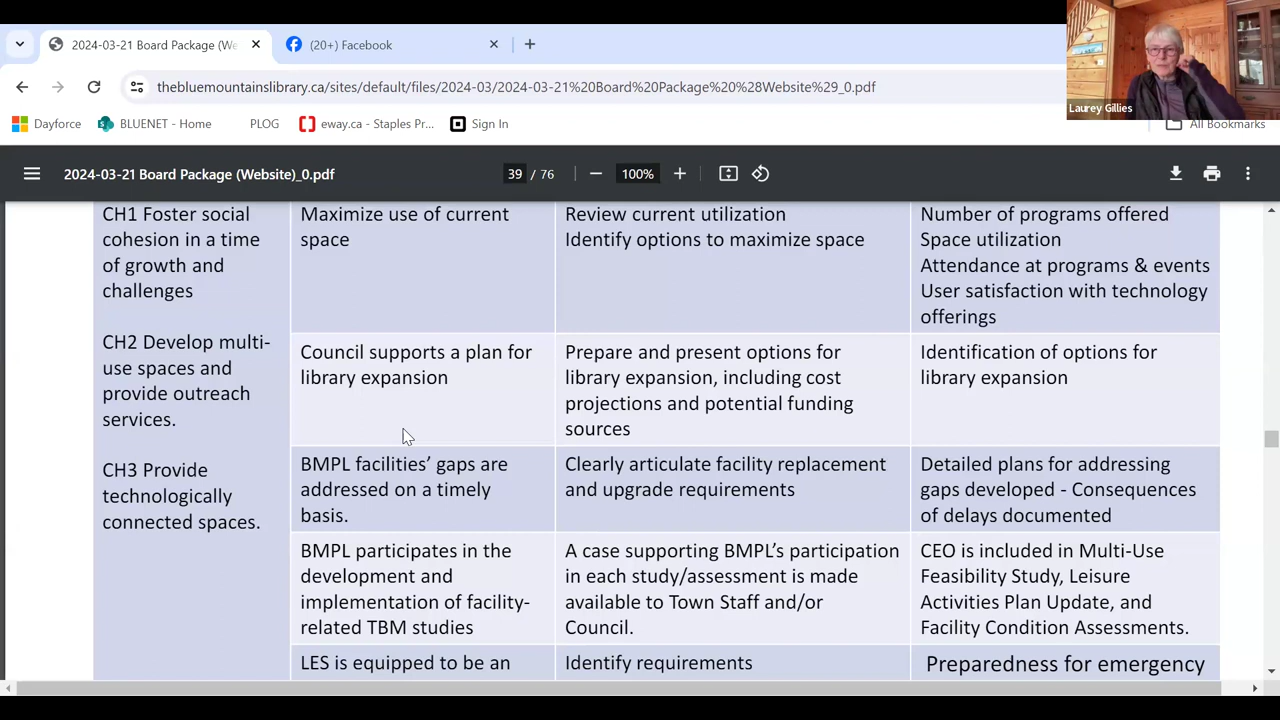 2024-03-21 Board Package (We
(20+) Facebook
thebluemountainslibrary.ca/sites/default/files/2024-03/2024-03-21%20Board%20Package%20%28Website%29_0.pdf
Laurey Gillies
Dayforce
BLUENET - Home
PLOG
eway.ca - Staples Pr...
Sign In
All Bookmarks
2024-03-21 Board Package (Website)_0.pdf
39 / 76
100%
CH1 Foster social
cohesion in a time
of growth and
challenges
CH2 Develop multi-
use spaces and
provide outreach
services.
CH3 Provide
technologically
connected spaces.
Maximize use of current
space
Review current utilization
Identify options to maximize space
Number of programs offered
Space utilization
Attendance at programs & events
User satisfaction with technology
offerings
Council supports a plan for
library expansion
Prepare and present options for
library expansion, including cost
projections and potential funding
sources
Identification of options for
library expansion
BMPL facilities' gaps are
addressed on a timely
basis.
Clearly articulate facility replacement
and upgrade requirements
Detailed plans for addressing
gaps developed - Consequences
of delays documented
BMPL participates in the
development and
implementation of facility-
related TBM studies
A case supporting BMPL's participation
in each study/assessment is made
available to Town Staff and/or
Council.
CEO is included in Multi-Use
Feasibility Study, Leisure
Activities Plan Update, and
Facility Condition Assessments.
LES is equipped to be an
Identify requirements
Preparedness for emergency